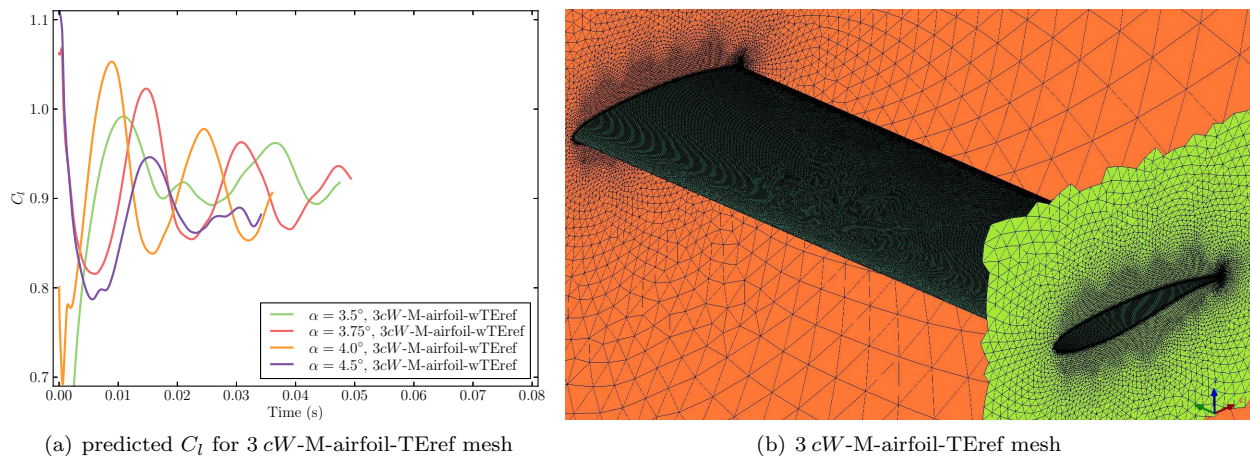 1.1
1.0
0.9
0.8
0.7
C_l
0.00 0.01 0.02 0.03 0.04 0.05 0.06 0.07 0.08
Time (s)
α = 3.5°, 3cW-M-airfoil-wTEref
α = 3.75°, 3cW-M-airfoil-wTEref
α = 4.0°, 3cW-M-airfoil-wTEref
α = 4.5°, 3cW-M-airfoil-wTEref
(a) predicted C_l for 3 cW-M-airfoil-TEref mesh
(b) 3 cW-M-airfoil-TEref mesh